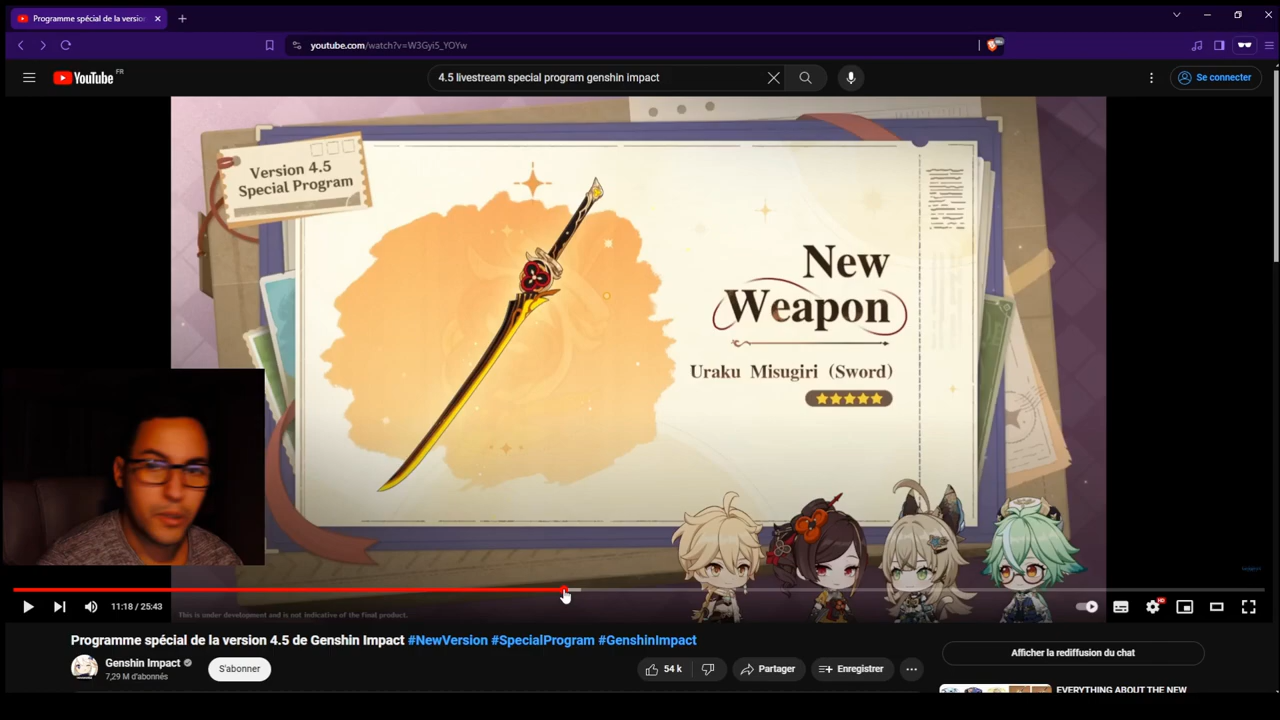 Programme spécial de la version
youtube.com/watch?v=W3Gyi5_YOYw
YouTube FR
4.5 livestream special program genshin impact
Se connecter
Version 4.5
Special Program
New
Weapon
Uraku Misugiri (Sword)
11:18 / 25:43
This is under development and is not indicative of the final product.
HD
Programme spécial de la version 4.5 de Genshin Impact #NewVersion #SpecialProgram #GenshinImpact
Genshin Impact
7,29 M d'abonnés
S'abonner
54 k
Partager
Enregistrer
Afficher la rediffusion du chat
EVERYTHING ABOUT THE NEW